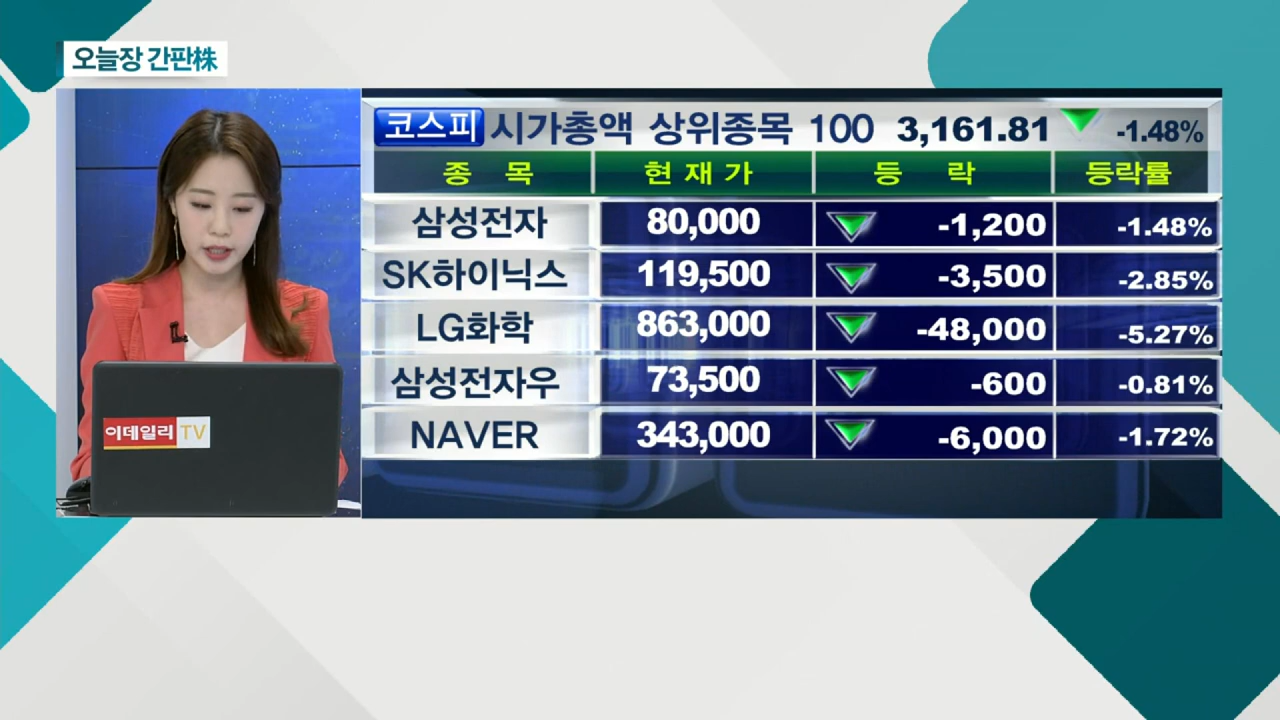 오늘장 간판株
코스피 시가총액 상위종목 100 3,161.81 -1.48%
종 목 현재가 등 락 등락률
삼성전자 80,000 -1,200 -1.48%
SK하이닉스 119,500 -3,500 -2.85%
LG화학 863,000 -48,000 -5.27%
삼성전자우 73,500 -600 -0.81%
NAVER 343,000 -6,000 -1.72%
이데일리TV